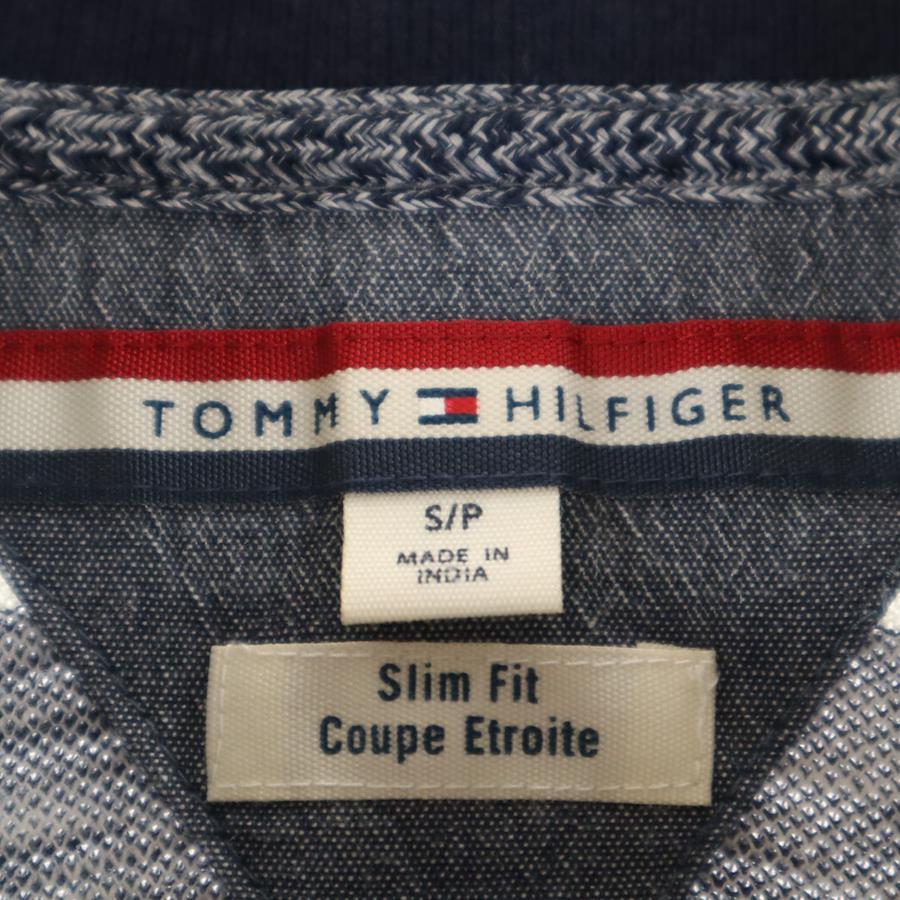 TOMMY HILFIGER
S/P
MADE IN
INDIA
Slim Fit
Coupe Etroite